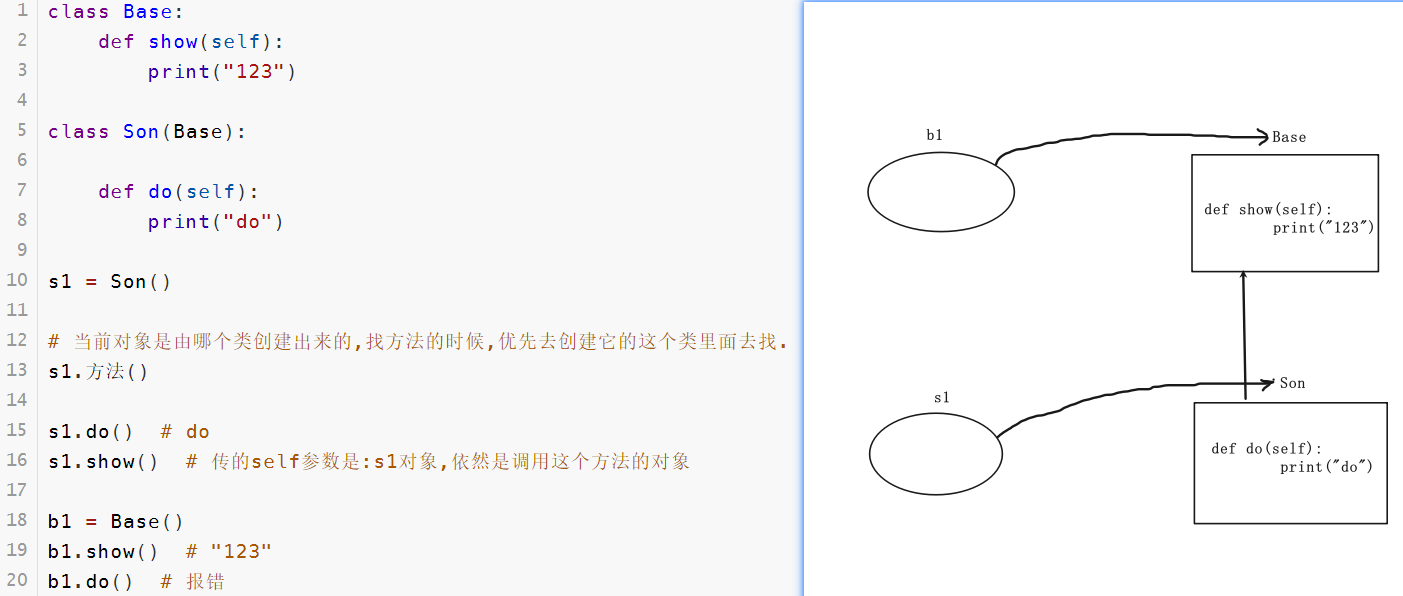 1 class Base:
2     def show(self):
3         print("123")
4
5 class Son(Base):
6
7     def do(self):
8         print("do")
9
10 s1 = Son()
11
12 # 当前对象是由哪个类创建出来的,找方法的时候,优先去创建它的这个类里面去找.
13 s1.方法()
14
15 s1.do()  # do
16 s1.show()  # 传的self参数是:s1对象,依然是调用这个方法的对象
17
18 b1 = Base()
19 b1.show()  # "123"
20 b1.do()  # 报错
b1
Base
def show(self):
        print("123")
s1
Son
def do(self):
        print("do")